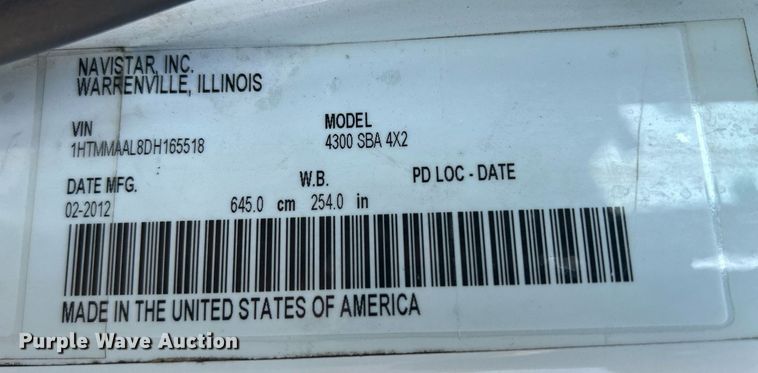 NAVISTAR, INC.
WARRENVILLE, ILLINOIS
VIN MODEL
1HTMMAAL8DH165518 4300 SBA 4X2
DATE MFG. W.B. PD LOC - DATE
02-2012 645.0 cm 254.0 in
MADE IN THE UNITED STATES OF AMERICA
Purple Wave Auction